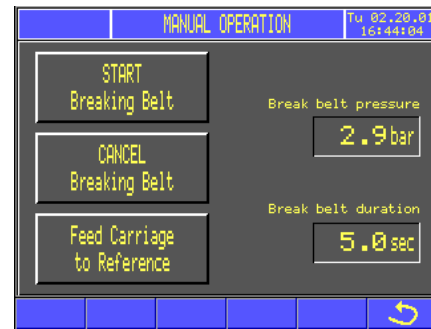 MANUAL OPERATION
Tu 02.20.01
16:44:04
START
Breaking Belt
CANCEL
Breaking Belt
Feed Carriage
to Reference
Break belt pressure
2.9 bar
Break belt duration
5.0 sec